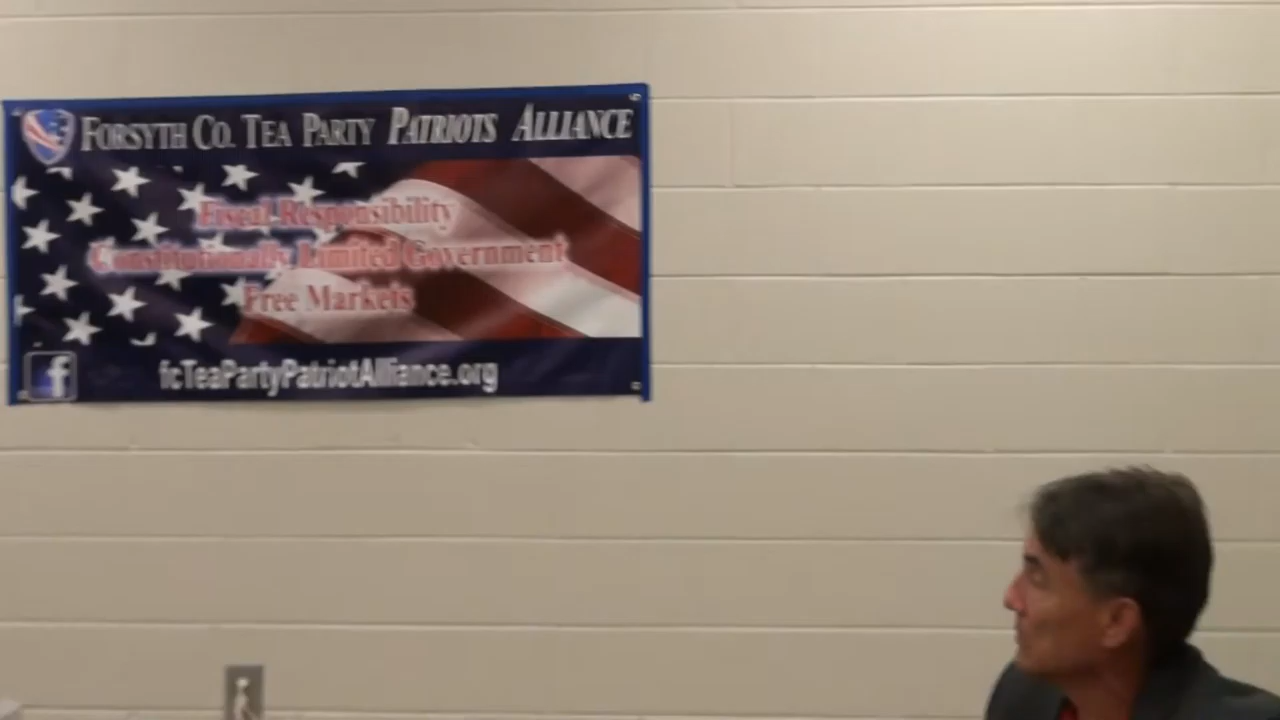 FORSYTH CO. TEA PARTY PATRIOTS ALLIANCE
Fiscal Responsibility
Constitutionally Limited Government
Free Markets
f
fcTeaPartyPatriotAlliance.org